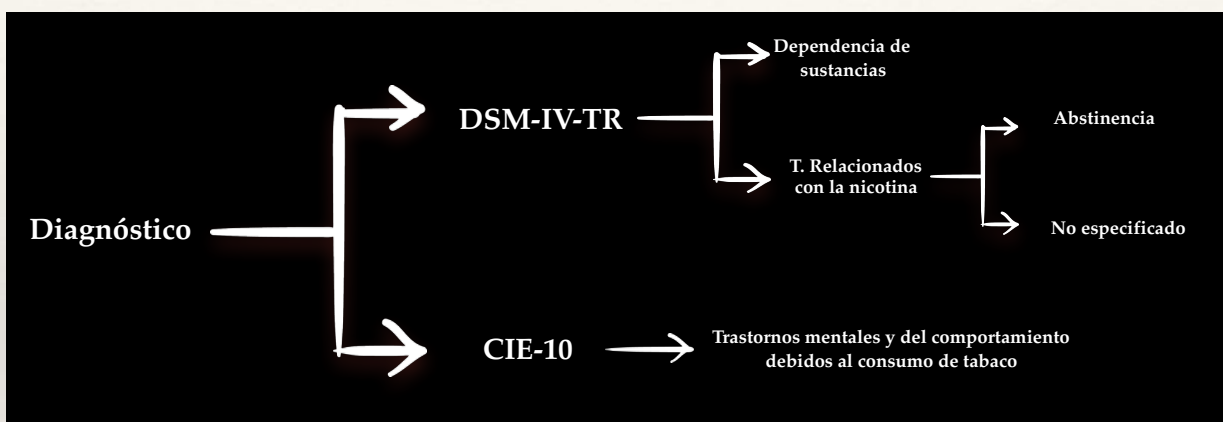 Diagnóstico
DSM-IV-TR
Dependencia de
sustancias
T. Relacionados
con la nicotina
Abstinencia
No especificado
CIE-10
Trastornos mentales y del comportamiento
debidos al consumo de tabaco